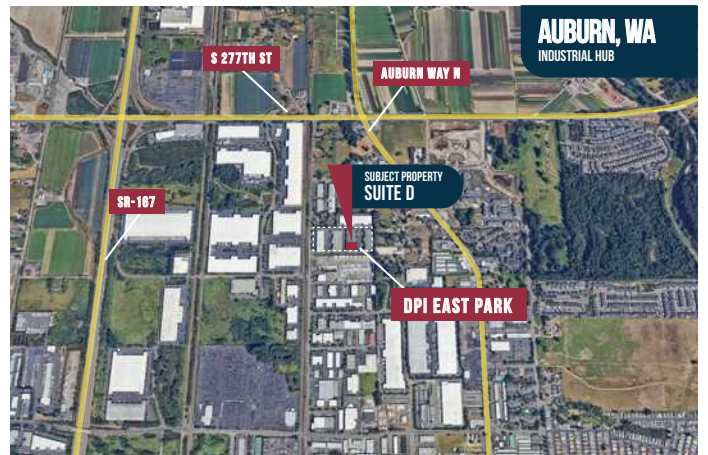 AUBURN, WA
INDUSTRIAL HUB
S 277TH ST
AUBURN WAY N
SUBJECT PROPERTY
SUITE D
SR-167
DPI EAST PARK